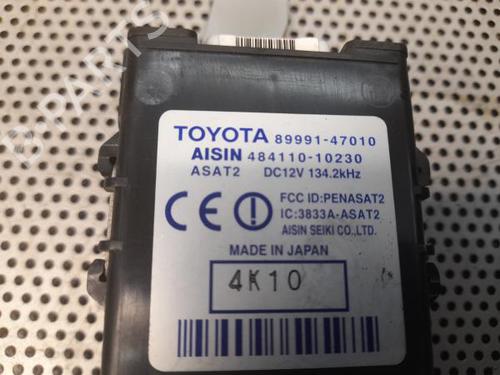 TOYOTA 89991-47010
AISIN 484110-10230
ASAT2 DC12V 134.2kHz
CE
FCC ID:PENASAT2
IC:3833A-ASAT2
AISIN SEIKI CO.,LTD.
MADE IN JAPAN
4K10